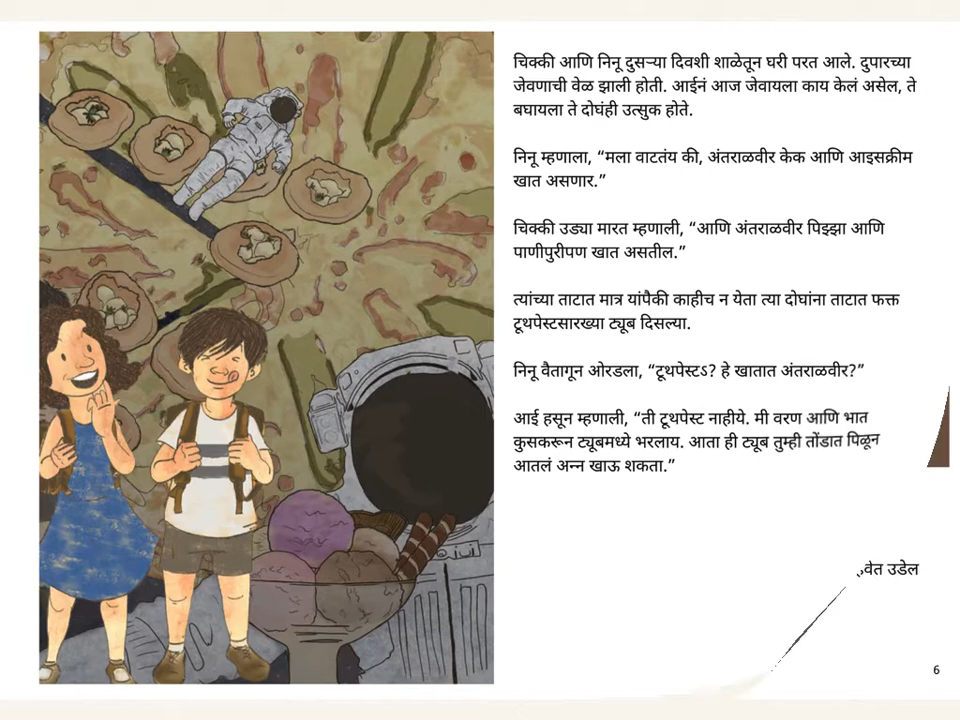 चिक्की आणि निनू दुसऱ्या दिवशी शाळेतून घरी परत आले. दुपारच्या
जेवणाची वेळ झाली होती. आईनं आज जेवायला काय केलं असेल, ते
बघायला ते दोघंही उत्सुक होते.
निनू म्हणाला, “मला वाटतंय की, अंतराळवीर केक आणि आइसक्रीम
खात असणार.”
चिक्की उड्या मारत म्हणाली, “आणि अंतराळवीर पिझ्झा आणि
पाणीपुरीपण खात असतील.”
त्यांच्या ताटात मात्र यांपैकी काहीच न येता त्या दोघांना ताटात फक्त
टूथपेस्टसारख्या ट्यूब दिसल्या.
निनू वैतागून ओरडला, “टूथपेस्टऽ? हे खातात अंतराळवीर?”
आई हसून म्हणाली, “ती टूथपेस्ट नाहीये. मी वरण आणि भात
कुसकरून ट्यूबमध्ये भरलाय. आता ही ट्यूब तुम्ही तोंडात पिळून
आतलं अन्न खाऊ शकता.”
उडेल
6